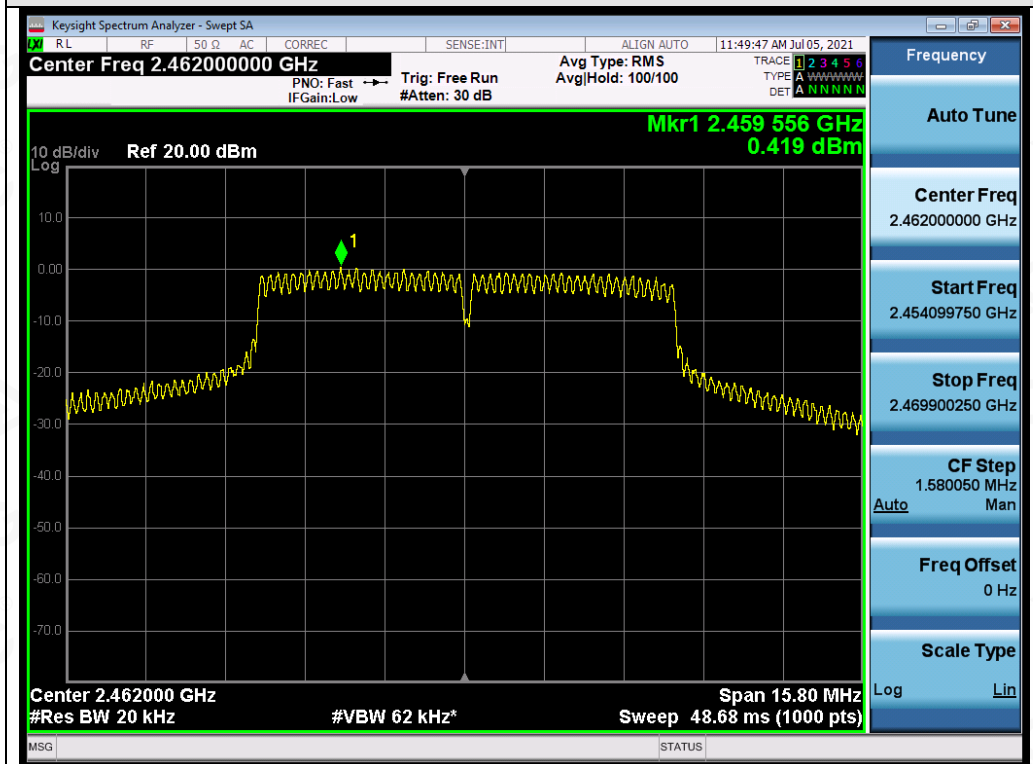 Keysight Spectrum Analyzer - Swept SA
LXI RL RF 50 Ω AC CORREC SENSE:INT ALIGN AUTO 11:49:47 AM Jul 05, 2021
Center Freq 2.462000000 GHz
PNO: Fast
IFGain:Low
Trig: Free Run
#Atten: 30 dB
Avg Type: RMS
Avg|Hold: 100/100
TRACE 1 2 3 4 5 6
TYPE A WWWWW
DET A N N N N N
Mkr1 2.459 556 GHz
0.419 dBm
10 dB/div Ref 20.00 dBm
Log
10.0
0.00
-10.0
-20.0
-30.0
-40.0
-50.0
-60.0
-70.0
1
Center 2.462000 GHz Span 15.80 MHz
#Res BW 20 kHz #VBW 62 kHz* Sweep 48.68 ms (1000 pts)
MSG STATUS
Frequency
Auto Tune
Center Freq
2.462000000 GHz
Start Freq
2.454099750 GHz
Stop Freq
2.469900250 GHz
CF Step
1.580050 MHz
Auto Man
Freq Offset
0 Hz
Scale Type
Log Lin